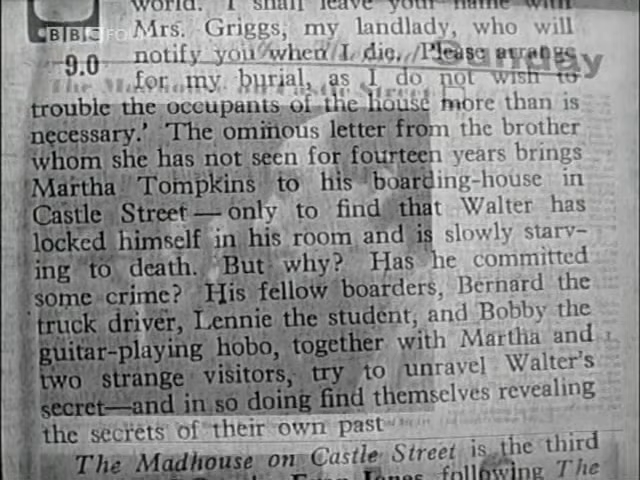 world. I shall leave your name with
BBC FOUR
Mrs. Griggs, my landlady, who will
9.0
notify you when I die. Please arrange
Sunday
for my burial, as I do not wish to
trouble the occupants of the house more than is
necessary.' The ominous letter from the brother
whom she has not seen for fourteen years brings
Martha Tompkins to his boarding-house in
Castle Street — only to find that Walter has
locked himself in his room and is slowly starv-
ing to death. But why? Has he committed
some crime? His fellow boarders, Bernard the
truck driver, Lennie the student, and Bobby the
guitar-playing hobo, together with Martha and
two strange visitors, try to unravel Walter's
secret—and in so doing find themselves revealing
the secrets of their own past
The Madhouse on Castle Street is the third
Evan Jones, following The